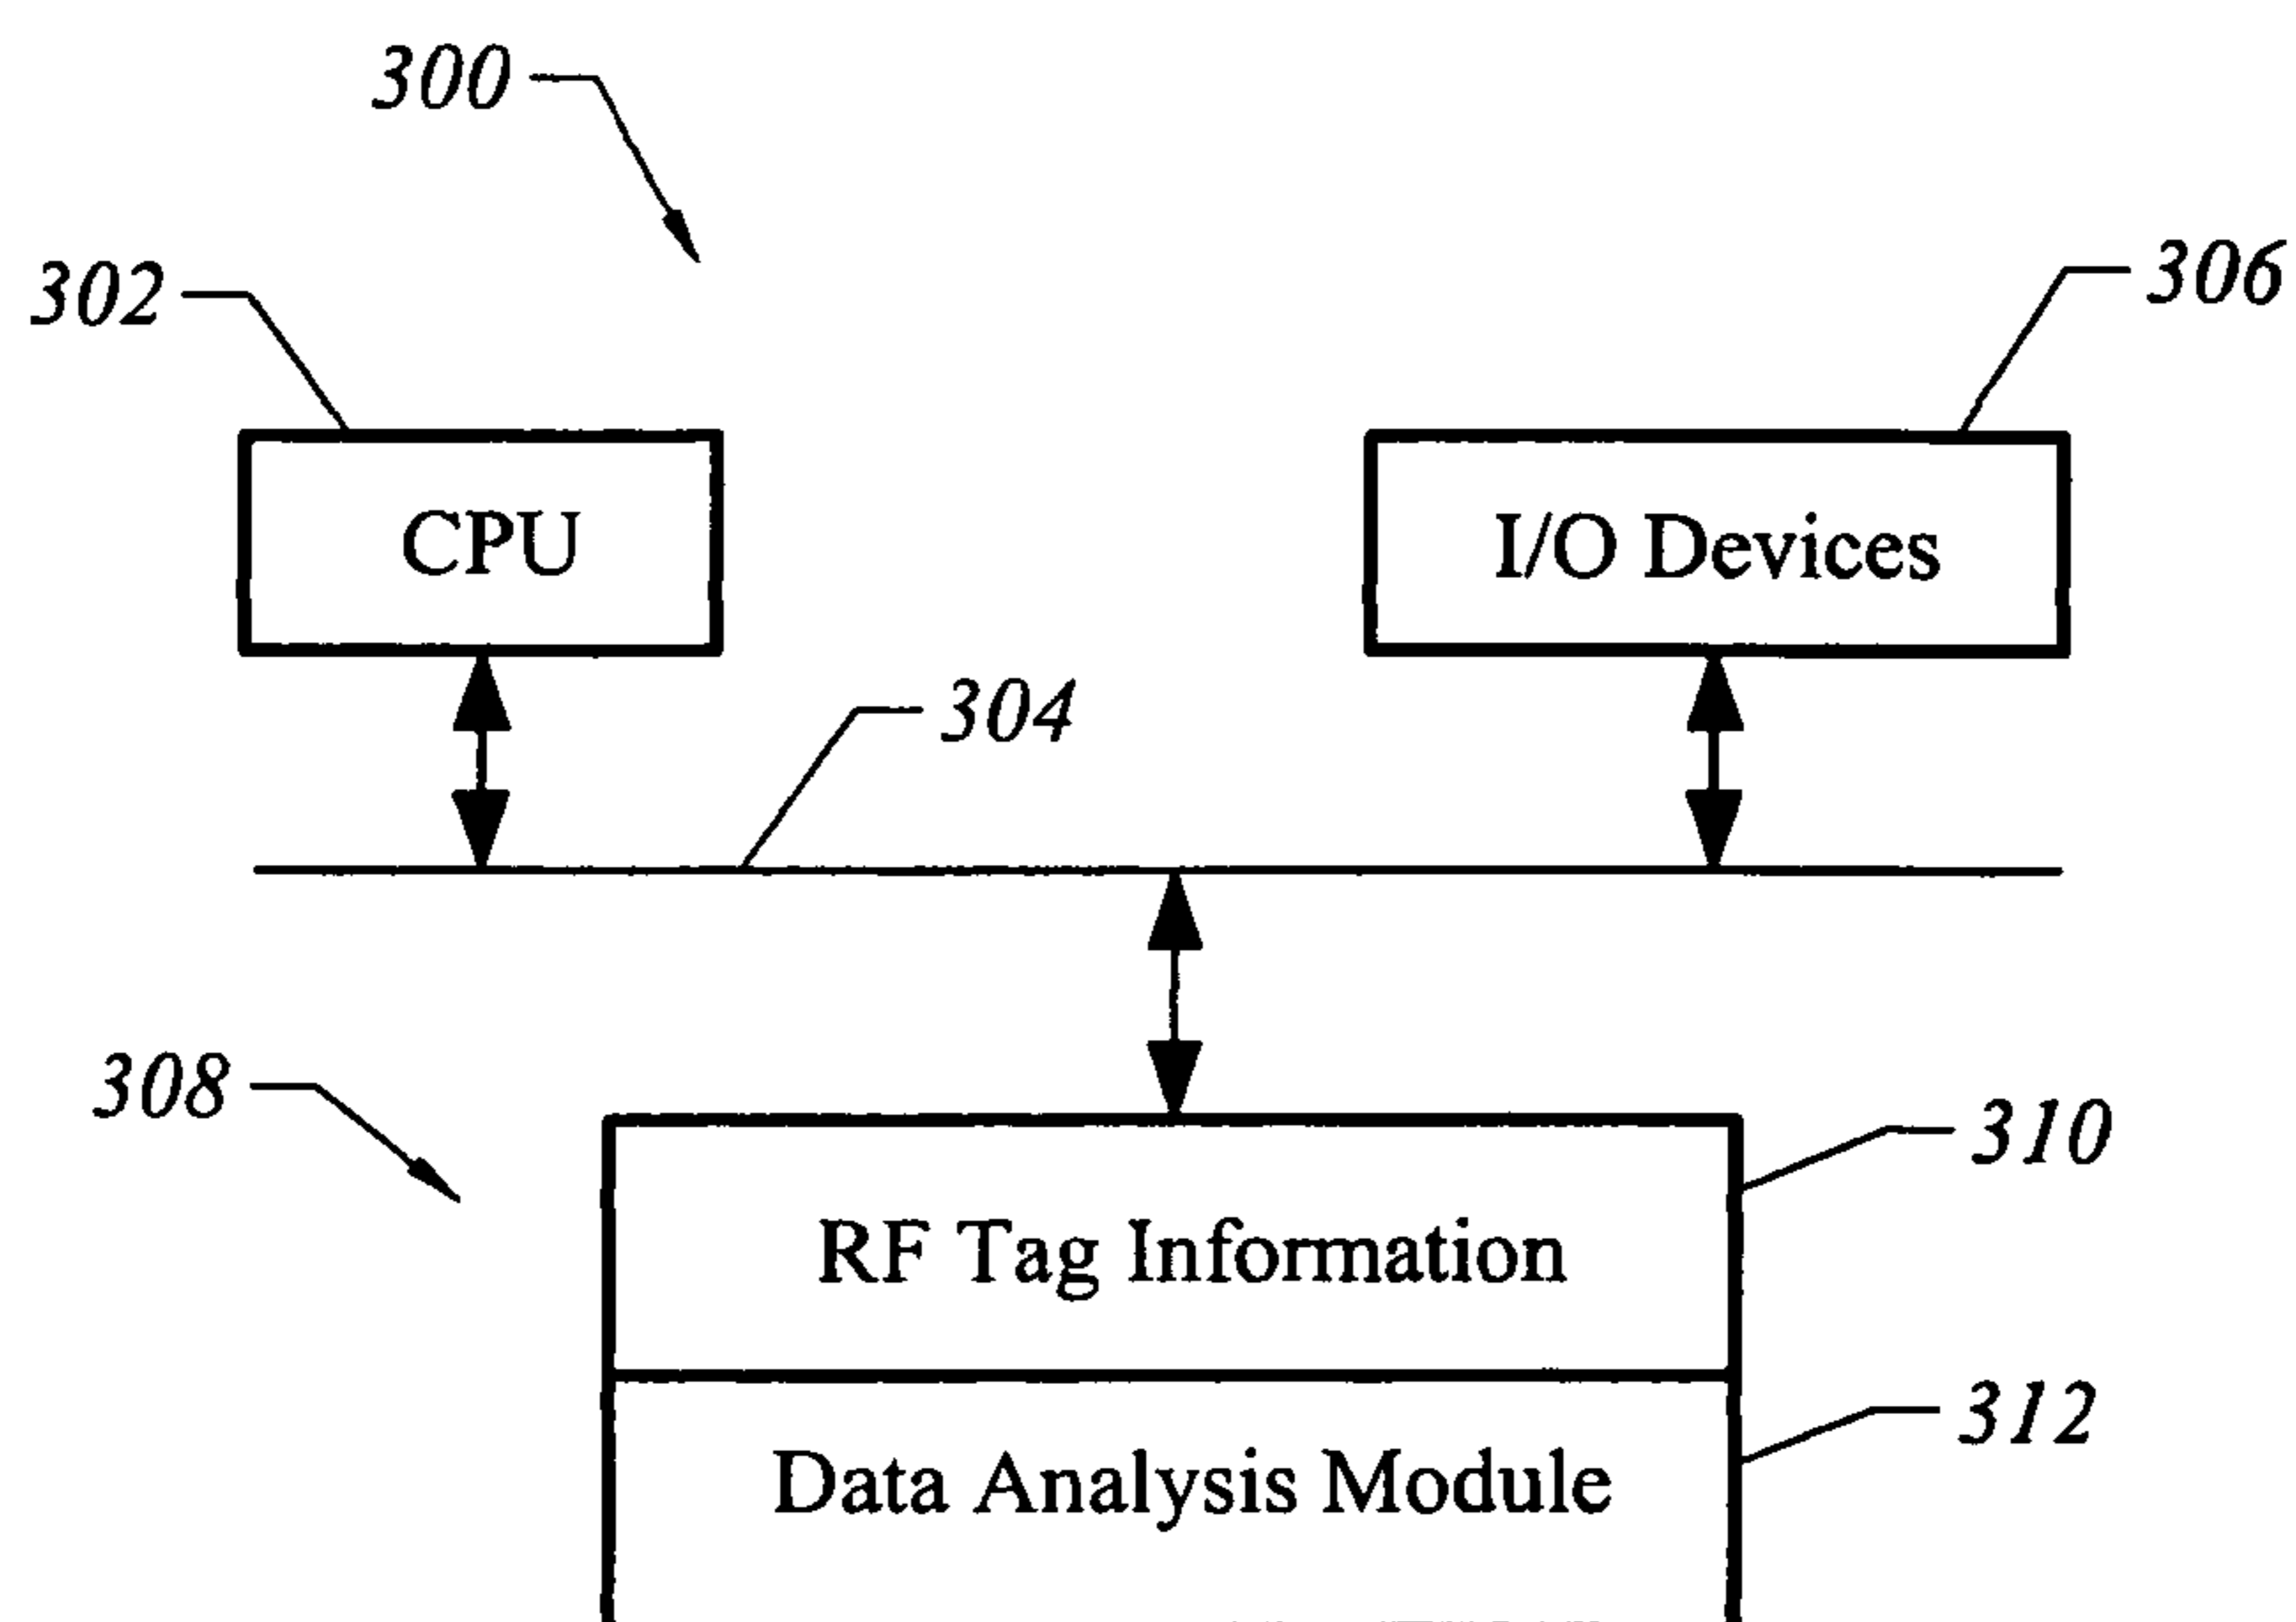 300
302
306
CPU
I/O Devices
304
308
310
RF Tag Information
312
Data Analysis Module